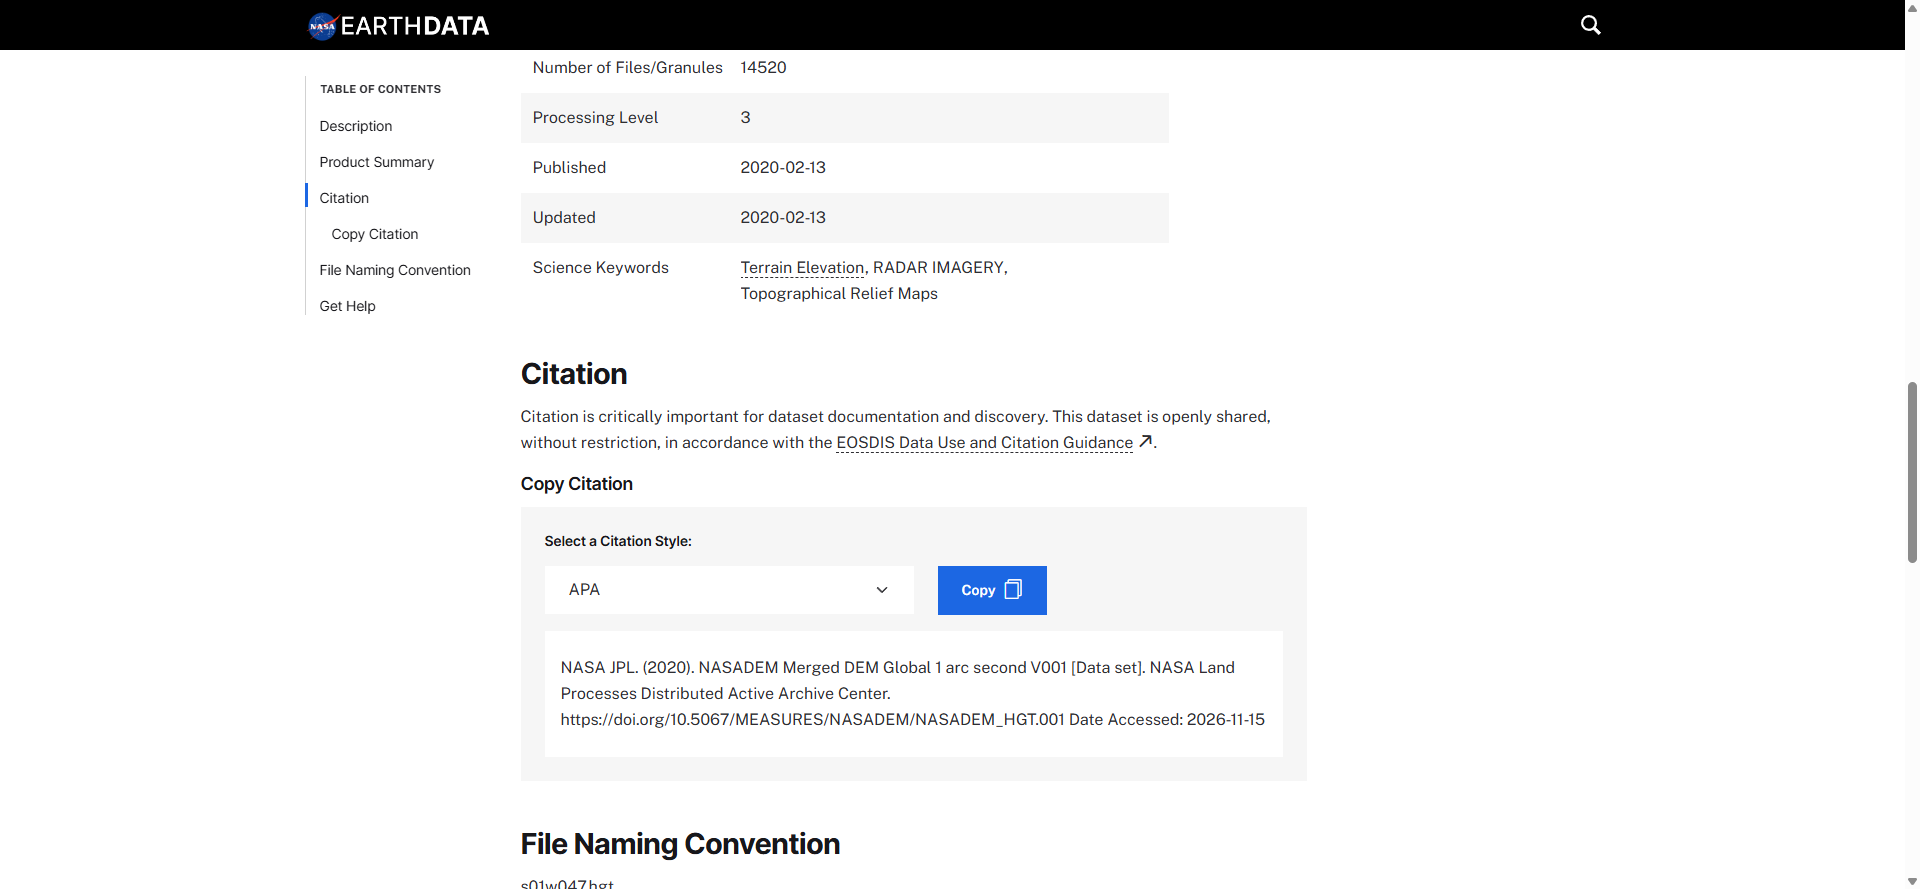 NASA EARTHDATA
TABLE OF CONTENTS
Description
Product Summary
Citation
Copy Citation
File Naming Convention
Get Help
Number of Files/Granules 14520
Processing Level 3
Published 2020-02-13
Updated 2020-02-13
Science Keywords Terrain Elevation, RADAR IMAGERY,
Topographical Relief Maps
Citation
Citation is critically important for dataset documentation and discovery. This dataset is openly shared,
without restriction, in accordance with the EOSDIS Data Use and Citation Guidance.
Copy Citation
Select a Citation Style:
APA
Copy
NASA JPL. (2020). NASADEM Merged DEM Global 1 arc second V001 [Data set]. NASA Land
Processes Distributed Active Archive Center.
https://doi.org/10.5067/MEASURES/NASADEM/NASADEM_HGT.001 Date Accessed: 2026-11-15
File Naming Convention
s01w047.hgt